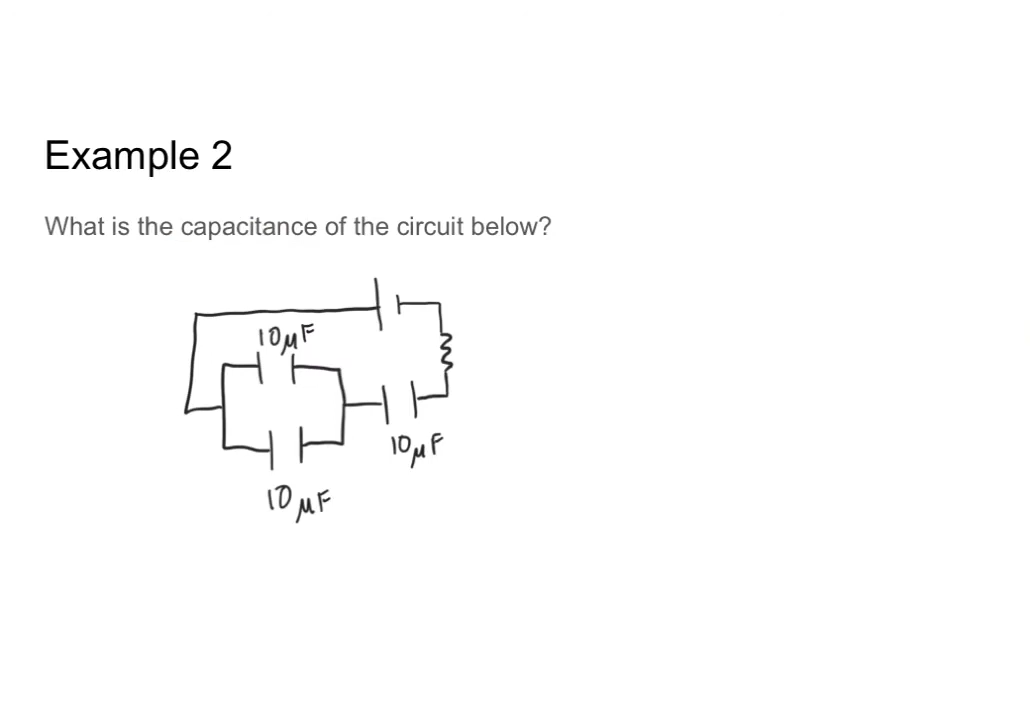 Example 2
What is the capacitance of the circuit below?
10μF
10μF
10μF